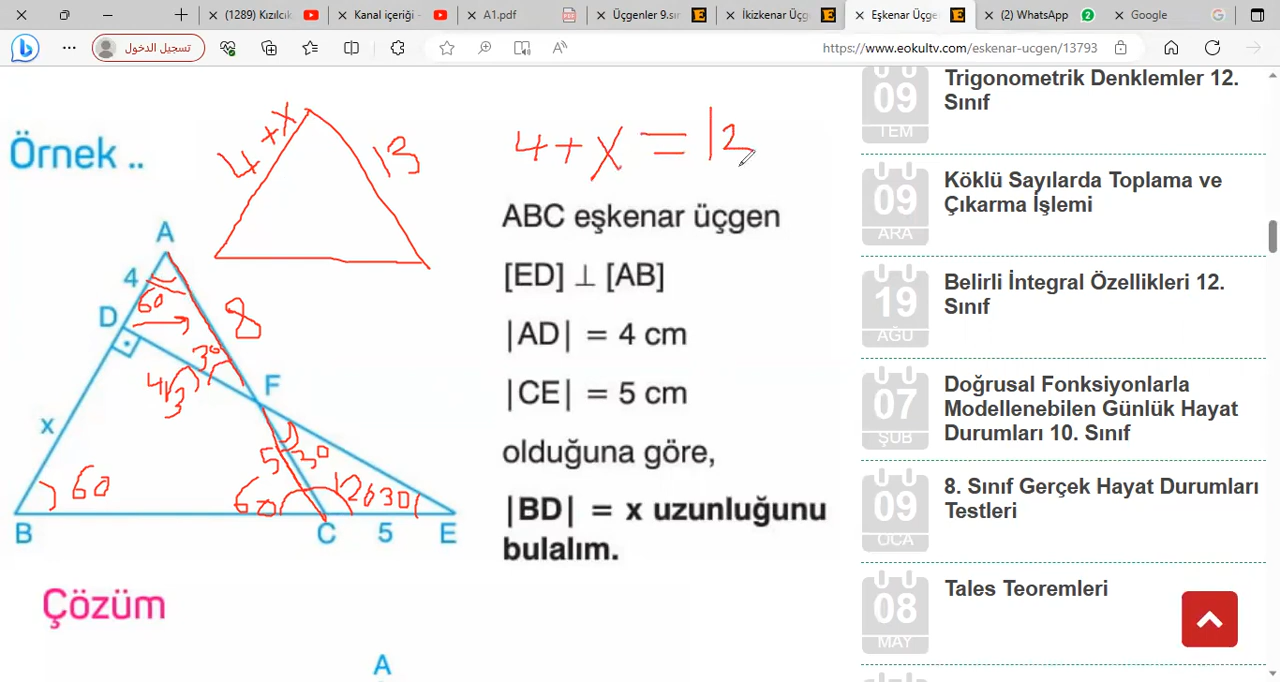 (1289) Kızılcık
Kanal içeriği -
A1.pdf
Üçgenler 9.sın
İkizkenar Üçg
Eşkenar Üçge
(2) WhatsApp
2
Google
تسجيل الدخول
https://www.eokultv.com/eskenar-ucgen/13793
Örnek ..
4+x
13
4+x=13
ABC eşkenar üçgen
[ED] ⊥ [AB]
|AD| = 4 cm
|CE| = 5 cm
olduğuna göre,
|BD| = x uzunluğunu
bulalım.
A
4
60
D
8
30
4√3
F
x
5
30
60
60
120
30
B
C
5
E
Çözüm
A
09
TEM
Trigonometrik Denklemler 12.
Sınıf
09
ARA
Köklü Sayılarda Toplama ve
Çıkarma İşlemi
19
AĞU
Belirli İntegral Özellikleri 12.
Sınıf
07
ŞUB
Doğrusal Fonksiyonlarla
Modellenebilen Günlük Hayat
Durumları 10. Sınıf
09
OCA
8. Sınıf Gerçek Hayat Durumları
Testleri
08
MAY
Tales Teoremleri